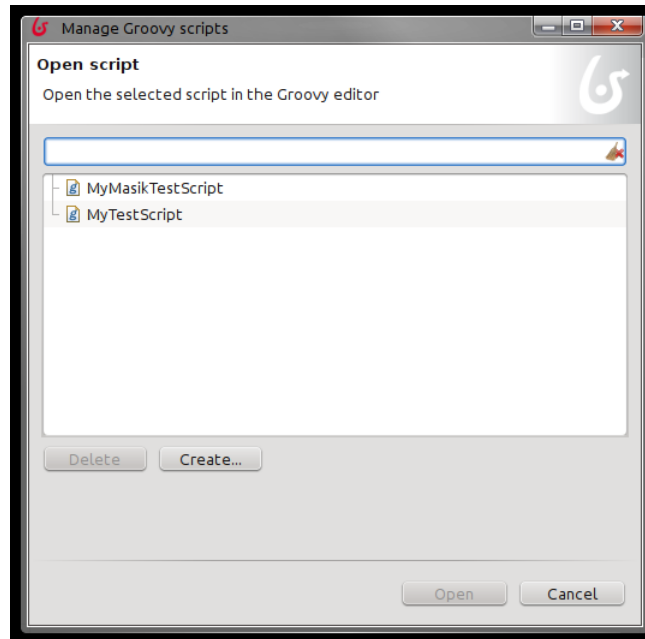 Manage Groovy scripts
Open script
Open the selected script in the Groovy editor
MyMasikTestScript
MyTestScript
Delete Create...
Open Cancel